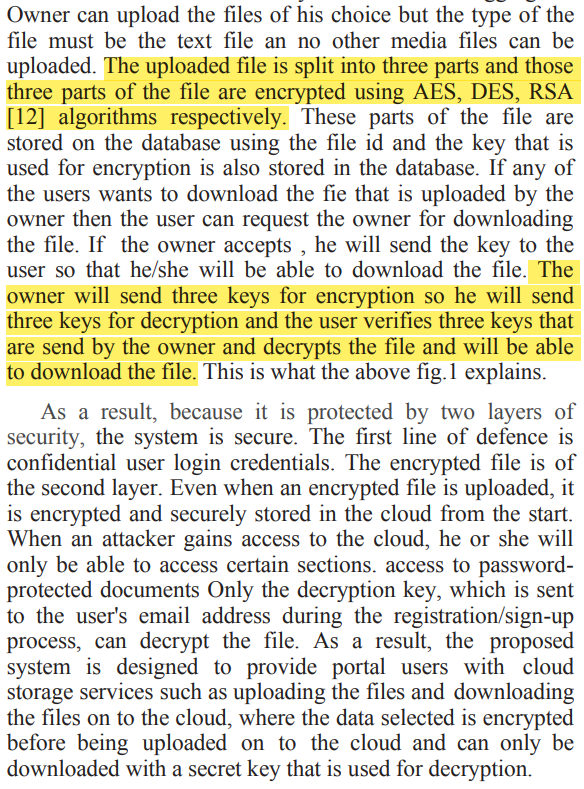 Owner can upload the files of his choice but the type of the
file must be the text file an no other media files can be
uploaded. The uploaded file is split into three parts and those
three parts of the file are encrypted using AES, DES, RSA
[12] algorithms respectively. These parts of the file are
stored on the database using the file id and the key that is
used for encryption is also stored in the database. If any of
the users wants to download the fie that is uploaded by the
owner then the user can request the owner for downloading
the file. If the owner accepts , he will send the key to the
user so that he/she will be able to download the file. The
owner will send three keys for encryption so he will send
three keys for decryption and the user verifies three keys that
are send by the owner and decrypts the file and will be able
to download the file. This is what the above fig.1 explains.
As a result, because it is protected by two layers of
security, the system is secure. The first line of defence is
confidential user login credentials. The encrypted file is of
the second layer. Even when an encrypted file is uploaded, it
is encrypted and securely stored in the cloud from the start.
When an attacker gains access to the cloud, he or she will
only be able to access certain sections. access to password-
protected documents Only the decryption key, which is sent
to the user's email address during the registration/sign-up
process, can decrypt the file. As a result, the proposed
system is designed to provide portal users with cloud
storage services such as uploading the files and downloading
the files on to the cloud, where the data selected is encrypted
before being uploaded on to the cloud and can only be
downloaded with a secret key that is used for decryption.